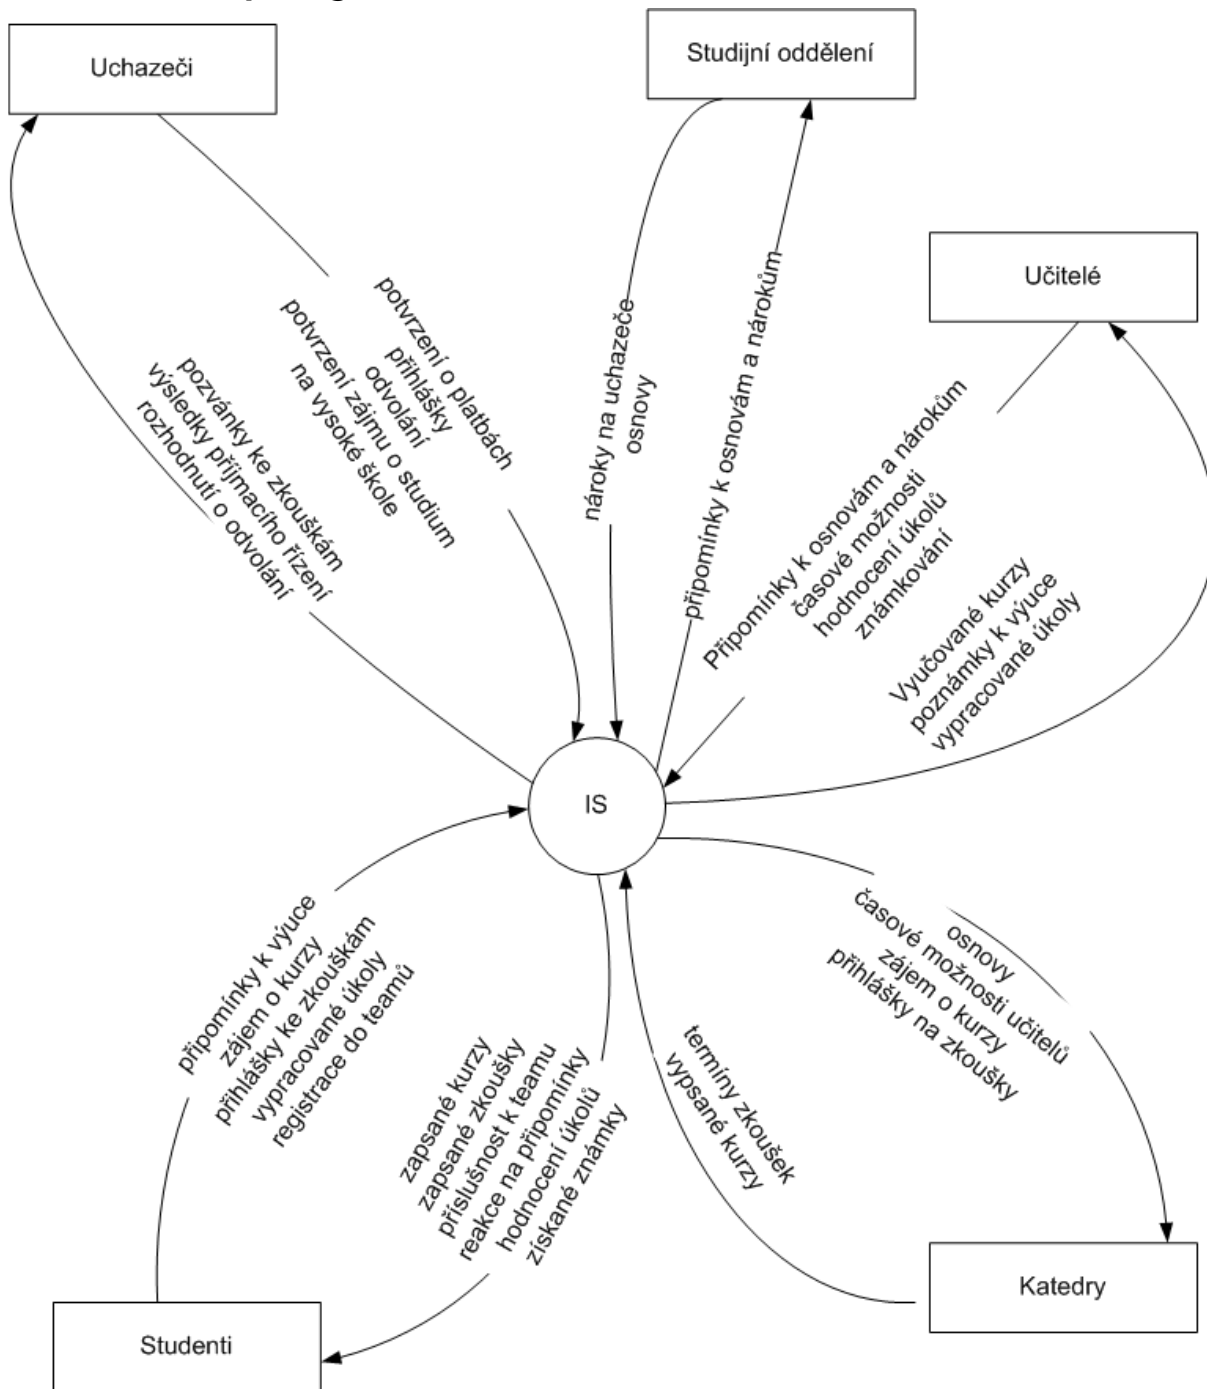 Uchazeči
Studijní oddělení
Učitelé
potvrzení o platbách
přihlášky
odvolání
potvrzení zájmu o studium
na vysoké škole
pozvánky ke zkouškám
výsledky příjmacího řízení
rozhodnutí o odvolání
nároky na uchazeče
osnovy
připomínky k osnovám a nárokům
Připomínky k osnovám a nárokům
časové možnosti
hodnocení úkolů
známkování
Vyučované kurzy
poznámky k výuce
vypracované úkoly
IS
připomínky k výuce
zájem o kurzy
přihlášky ke zkouškám
vypracované úkoly
registrace do teamů
zapsané kurzy
zapsané zkoušky
příslušnost k teamu
reakce na připomínky
hodnocení úkolů
získané známky
termíny zkoušek
vypsané kurzy
osnovy
časové možnosti učitelů
zájem o kurzy
přihlášky na zkoušky
Katedry
Studenti